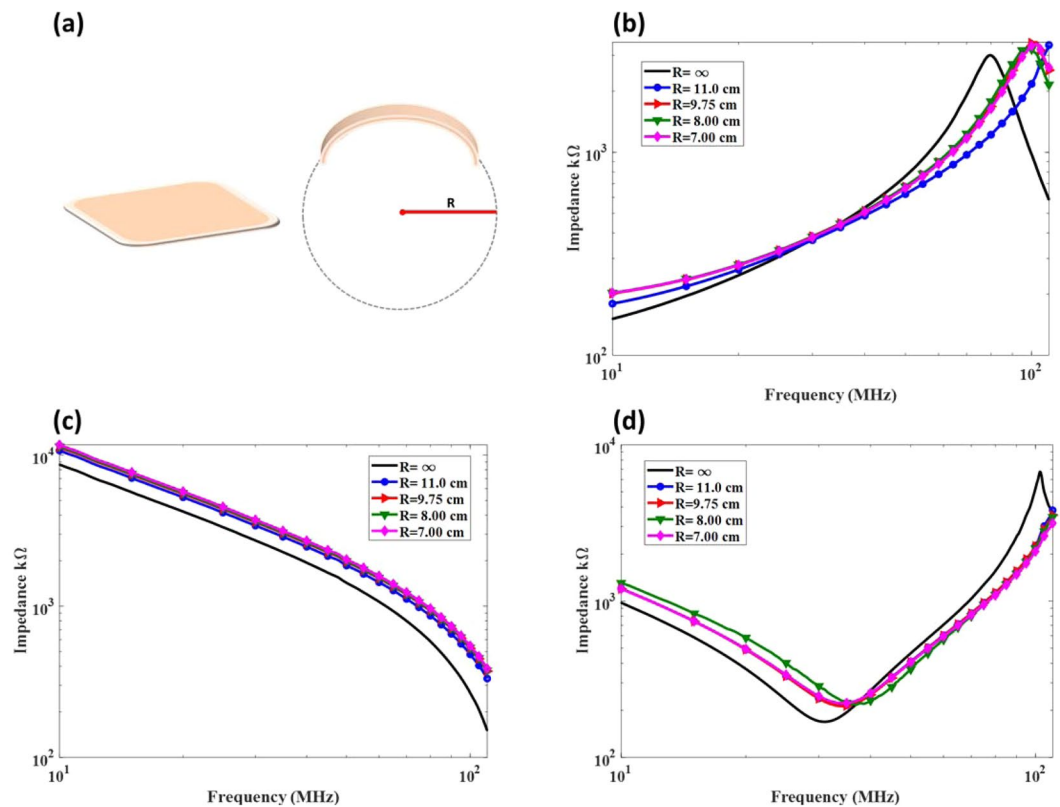 (a)
R
(b)
R= ∞
R= 11.0 cm
R=9.75 cm
R= 8.00 cm
R=7.00 cm
Impedance kΩ
10³
10²
10¹
10²
Frequency (MHz)
(c)
R= ∞
R= 11.0 cm
R=9.75 cm
R= 8.00 cm
R=7.00 cm
Impedance kΩ
10⁴
10³
10²
10¹
10²
Frequency (MHz)
(d)
R= ∞
R= 11.0 cm
R=9.75 cm
R= 8.00 cm
R=7.00 cm
Impedance kΩ
10⁴
10³
10²
10¹
10²
Frequency (MHz)